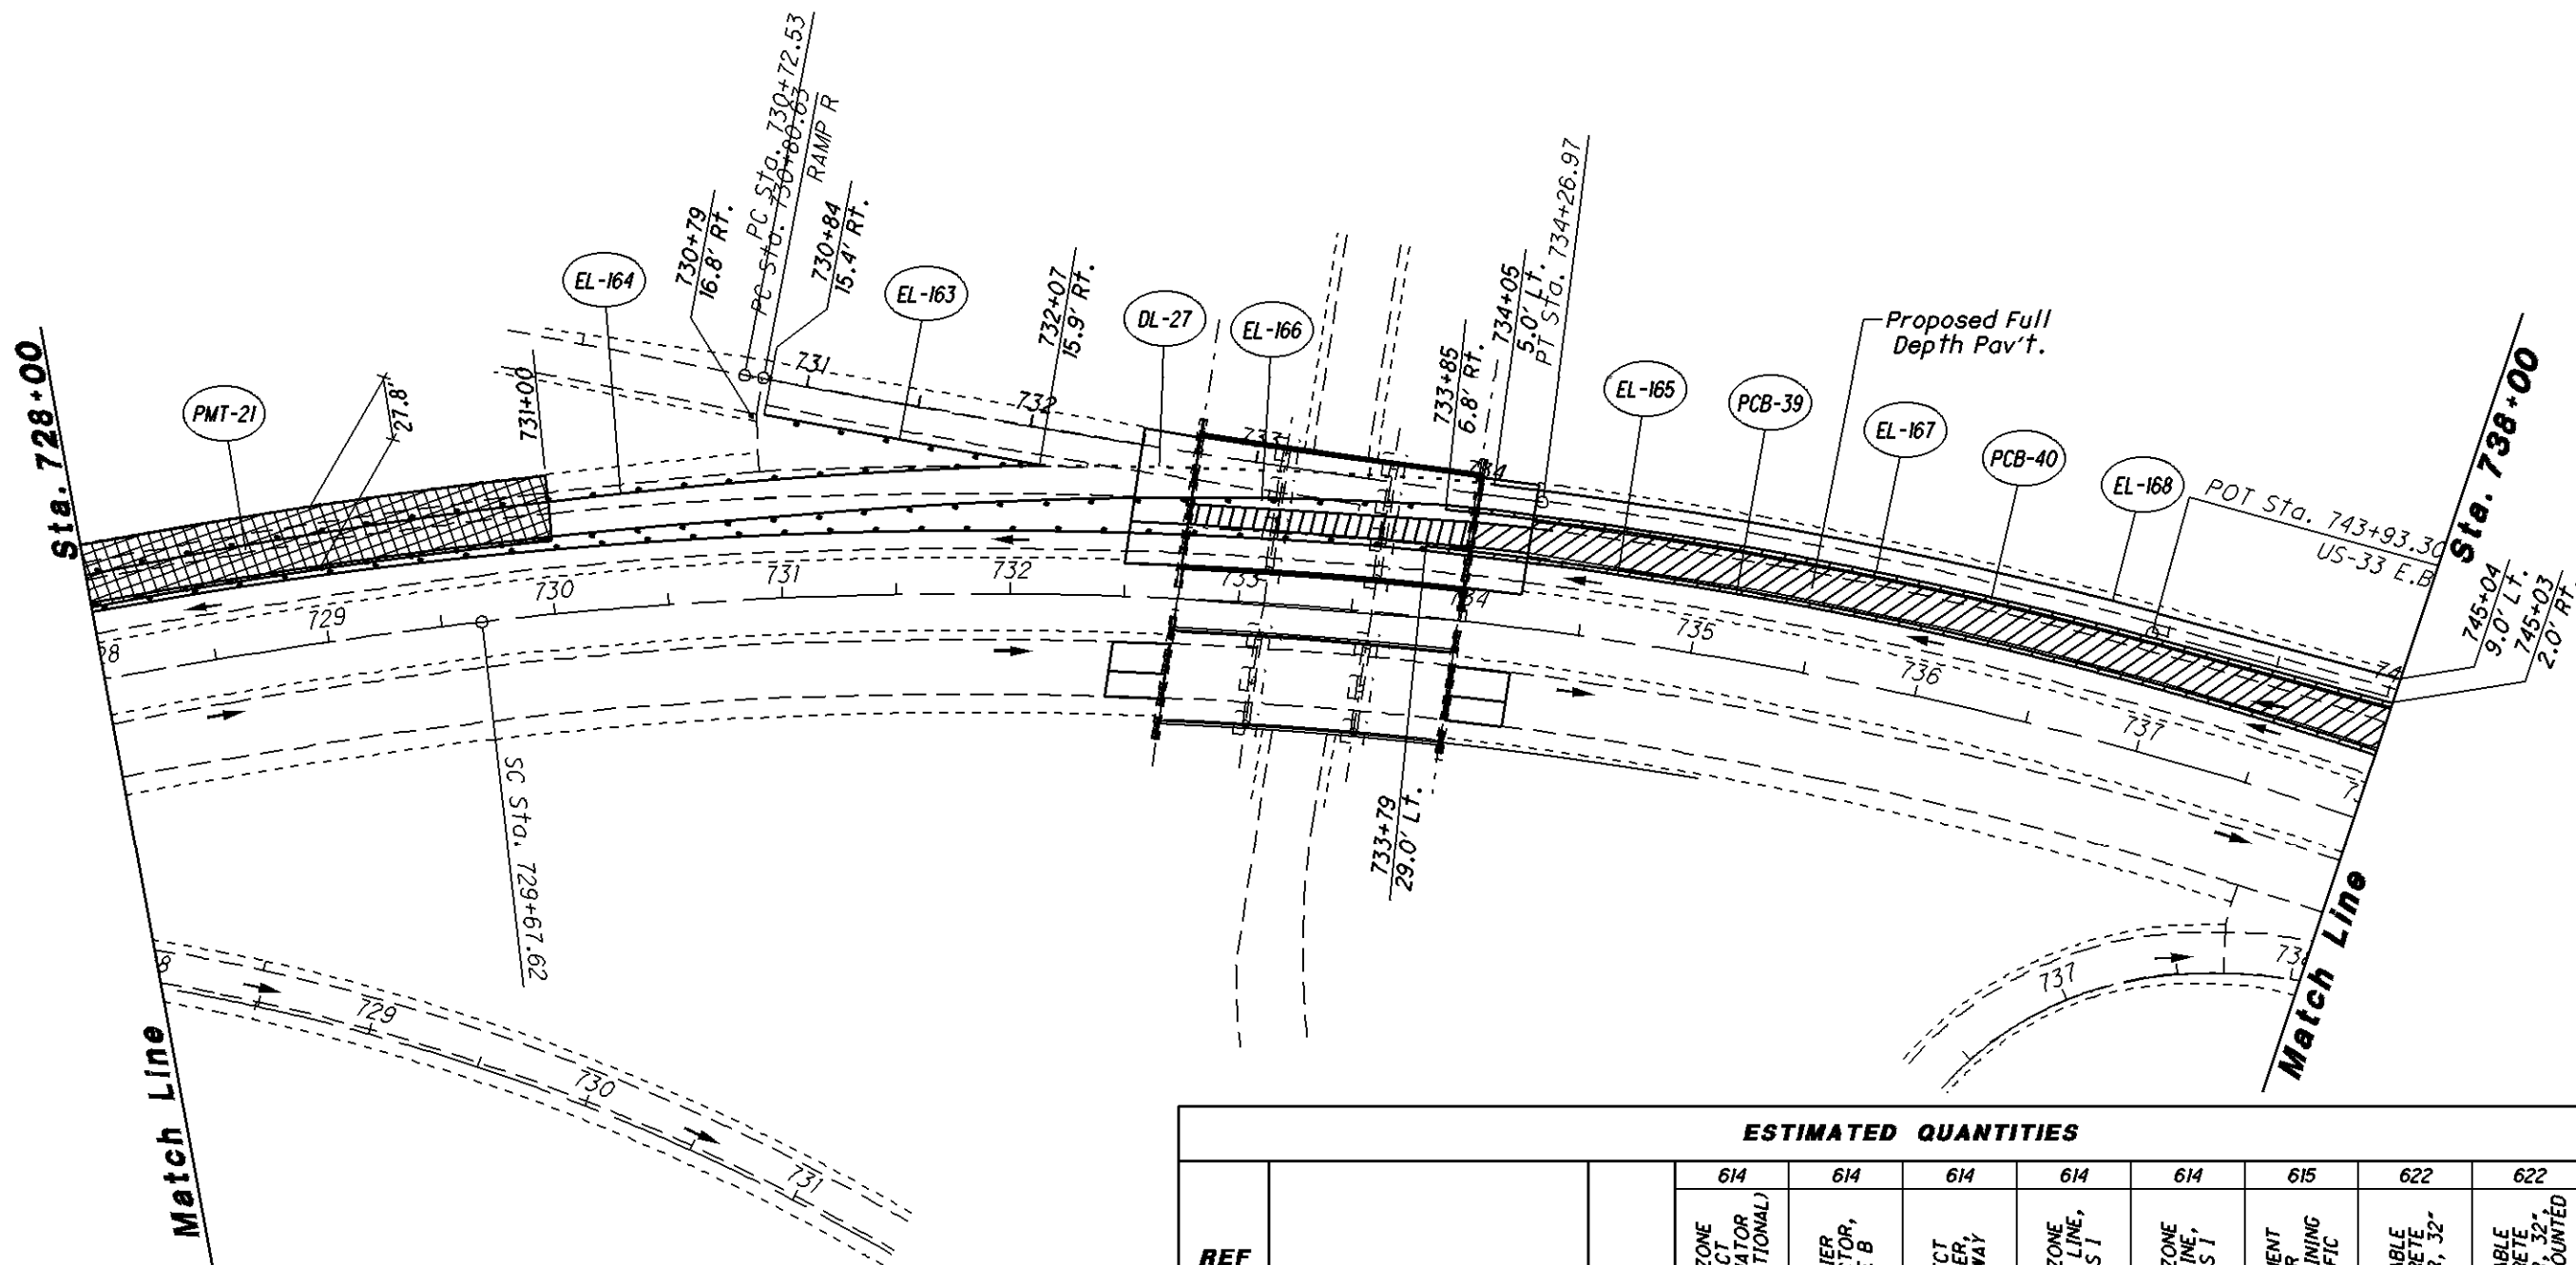 Sta. 728+00
Match Line
PMT-21
27.8'
731+00
EL-164
730+79
16.8' Rt.
PC Sta. 730+72.53
PC Sta. 730+80.63
RAMP R
730+84
15.4' Rt.
EL-163
732+07
15.9' Rt.
DL-27
EL-166
733+85
6.8' Rt.
734+05
5.0' Lt.
PT Sta. 734+26.97
EL-165
PCB-39
Proposed Full
Depth Pav't.
EL-167
PCB-40
EL-168
POT Sta. 743+93.30
US-33 E.B
Sta. 738+00
Match Line
745+04
9.0' Lt.
745+03
2.0' Rt.
731
732
733
734
729
730
731
732
733
734
735
736
737
SC Sta. 729+67.62
733+79
29.0' Lt.
729
730
731
737
738
ESTIMATED QUANTITIES
614
614
614
614
614
615
622
622
REF